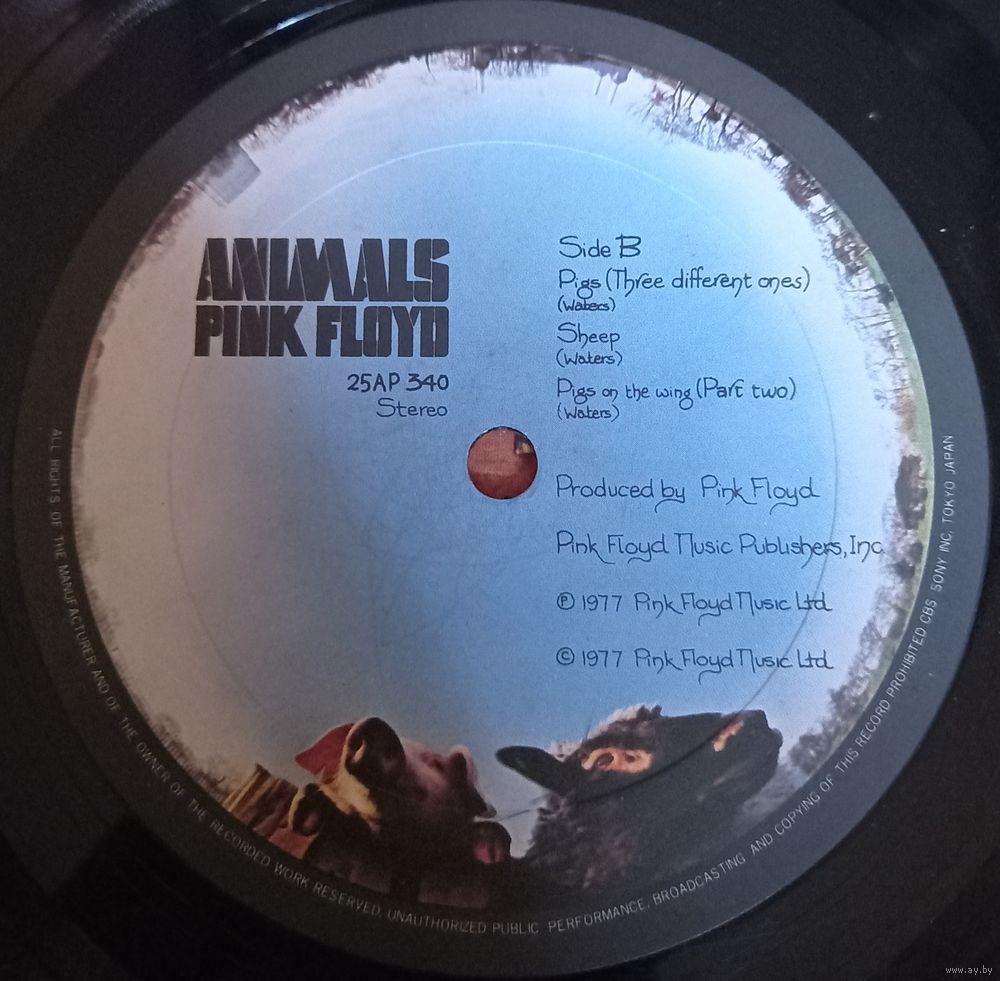 ANIMALS
PINK FLOYD
25AP 340
Stereo
Side B
Pigs (Three different ones)
(Waters)
Sheep
(Waters)
Pigs on the wing (Part two)
(Waters)
Produced by Pink Floyd
Pink Floyd Music Publishers, Inc.
Ⓟ 1977 Pink Floyd Music Ltd.
© 1977 Pink Floyd Music Ltd.
ALL RIGHTS OF THE MANUFACTURER AND OF THE OWNER OF THE RECORDED WORK RESERVED. UNAUTHORIZED PUBLIC PERFORMANCE, BROADCASTING AND COPYING OF THIS RECORD PROHIBITED CBS SONY INC. TOKYO JAPAN
www.ay.by